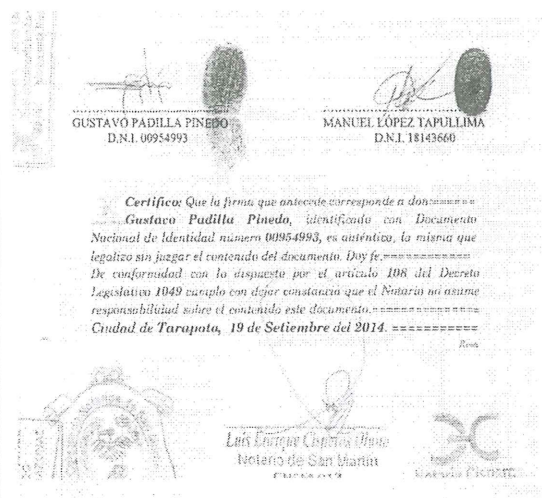 GUSTAVO PADILLA PINEDO
D.N.I. 00954993
MANUEL LÓPEZ TAPULLIMA
D.N.I. 18143660
Certifico: Que la firma que antecede corresponde a don:======
Gustavo Padilla Pinedo, identificado con Documento
Nacional de Identidad número 00954993, es auténtica, la misma que
legalizo sin juzgar el contenido del documento. Doy fe.============
De conformidad con lo dispuesto por el artículo 108 del Decreto
Legislativo 1049 cumplo con dejar constancia que el Notario no asume
responsabilidad sobre el contenido este documento.=============
Ciudad de Tarapoto, 19 de Setiembre del 2014. ===========
Luis Enrique
Notario de San Martín